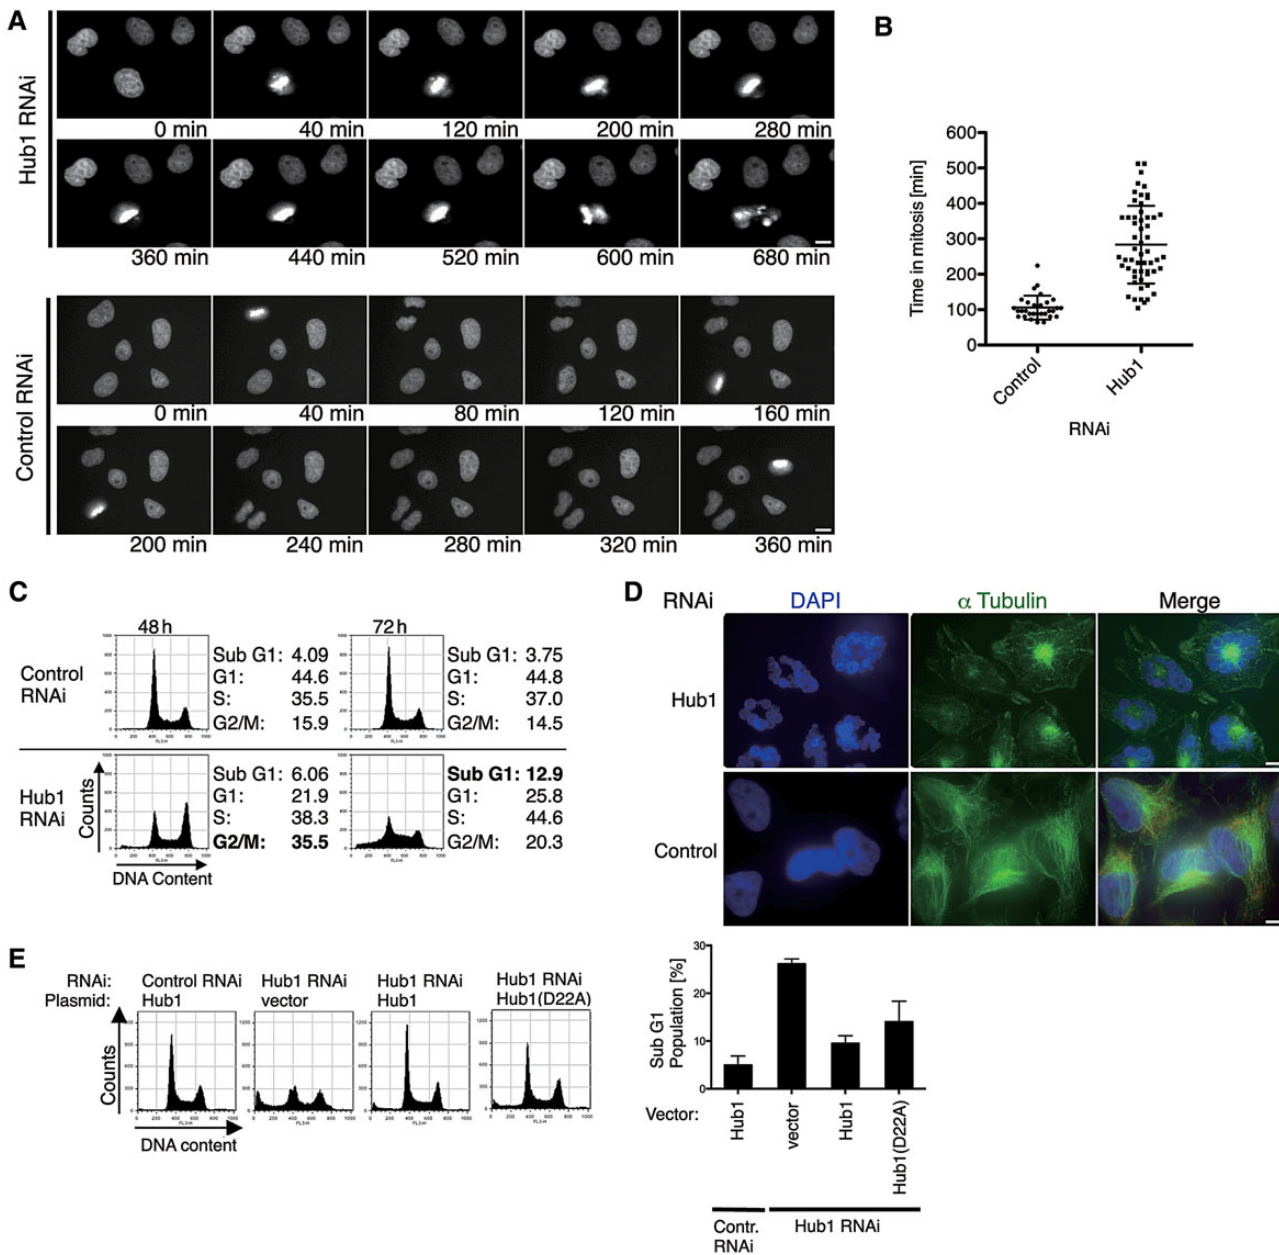 A
Hub1 RNAi
0 min 40 min 120 min 200 min 280 min
360 min 440 min 520 min 600 min 680 min
Control RNAi
0 min 40 min 80 min 120 min 160 min
200 min 240 min 280 min 320 min 360 min
B
Time in mitosis [min]
600
500
400
300
200
100
0
Control Hub1
RNAi
C
48 h 72 h
Control RNAi
Sub G1: 4.09
G1: 44.6
S: 35.5
G2/M: 15.9
Sub G1: 3.75
G1: 44.8
S: 37.0
G2/M: 14.5
Hub1 RNAi
Counts
Sub G1: 6.06
G1: 21.9
S: 38.3
G2/M: 35.5
Sub G1: 12.9
G1: 25.8
S: 44.6
G2/M: 20.3
DNA Content
D
RNAi DAPI α Tubulin Merge
Hub1
Control
E
RNAi: Control RNAi Hub1 RNAi Hub1 RNAi Hub1 RNAi
Plasmid: Hub1 vector Hub1 Hub1(D22A)
Counts
DNA content
Sub G1
Population [%]
30
20
10
0
Vector: Hub1 vector Hub1 Hub1(D22A)
Contr. RNAi
Hub1 RNAi